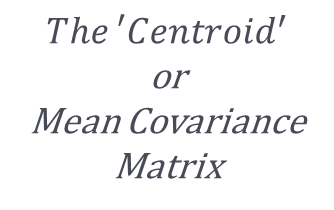 The 'Centroid'
or
Mean Covariance
Matrix